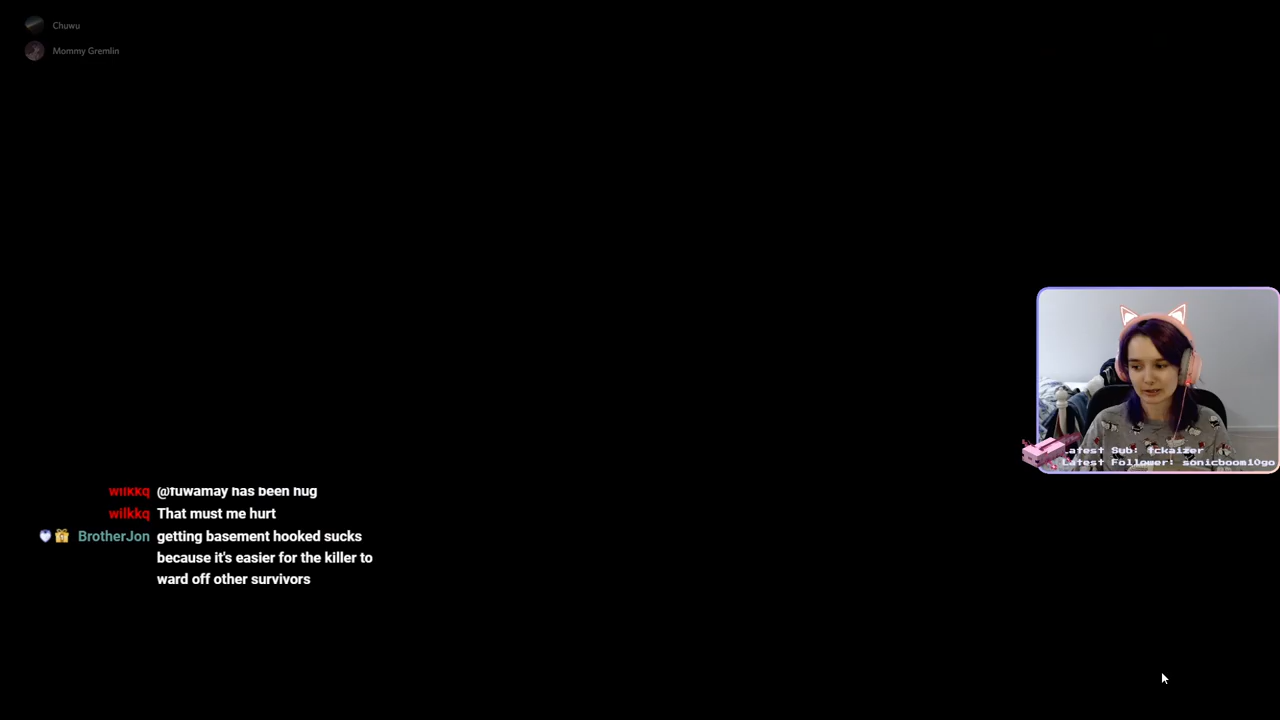 Chuwu
Mommy Gremlin
wilkkq @fuwamay has been hug
wilkkq That must me hurt
BrotherJon getting basement hooked sucks
because it's easier for the killer to
ward off other survivors
Latest Sub: fckaizer
Latest Follower: sonicboom10go